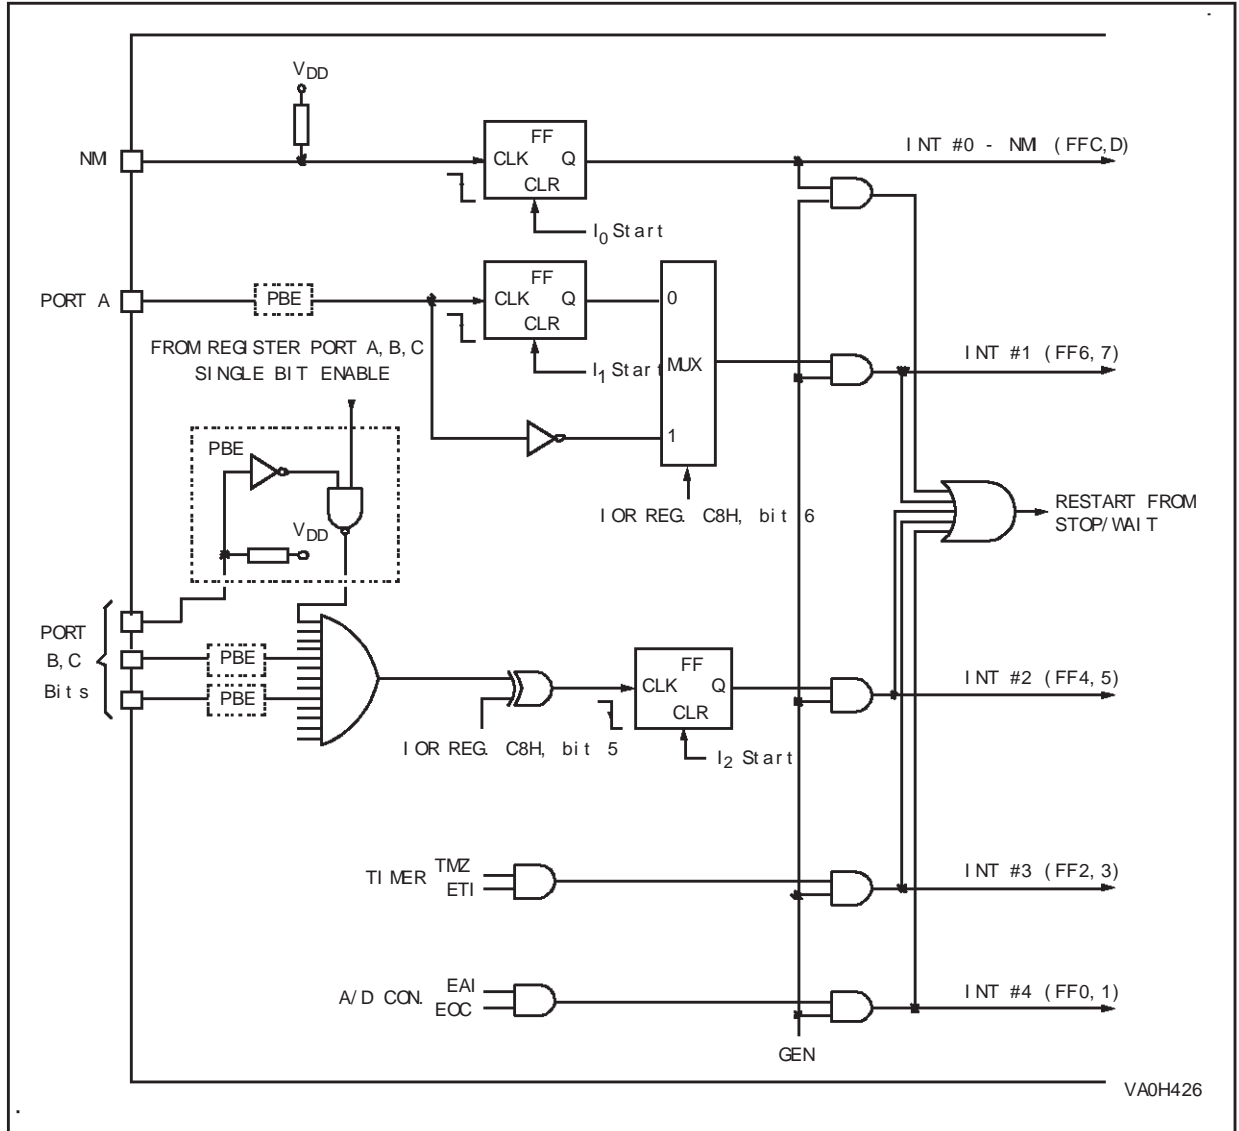 VDD
NMI
FF
CLK Q
CLR
I0 Start
INT #0 - NMI (FFC,D)
PORT A
PBE
FF
CLK Q
CLR
I1 Start
0
MUX
1
INT #1 (FF6,7)
FROM REGISTER PORT A,B,C
SINGLE BIT ENABLE
PBE
VDD
IOR REG. C8H, bit 6
RESTART FROM
STOP/WAIT
PORT
B,C
Bits
PBE
PBE
FF
CLK Q
CLR
INT #2 (FF4,5)
IOR REG. C8H, bit 5
I2 Start
TIMER
TMZ
ETI
INT #3 (FF2,3)
A/D CON.
EAI
EOC
INT #4 (FF0,1)
GEN
VA0H426